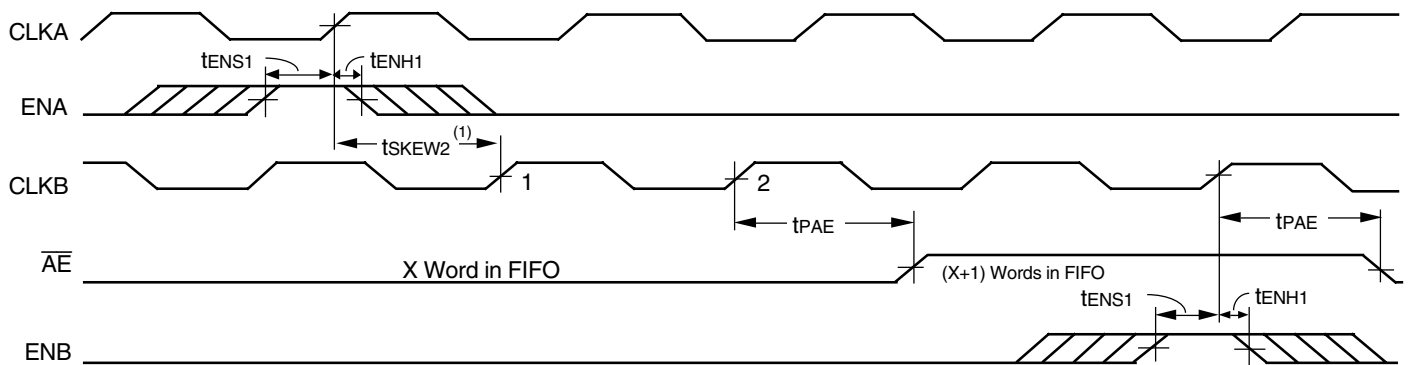 CLKA
tENS1 tENH1
ENA
tSKEW2 (1)
CLKB 1 2
tPAE tPAE
AE X Word in FIFO (X+1) Words in FIFO
tENS1 tENH1
ENB